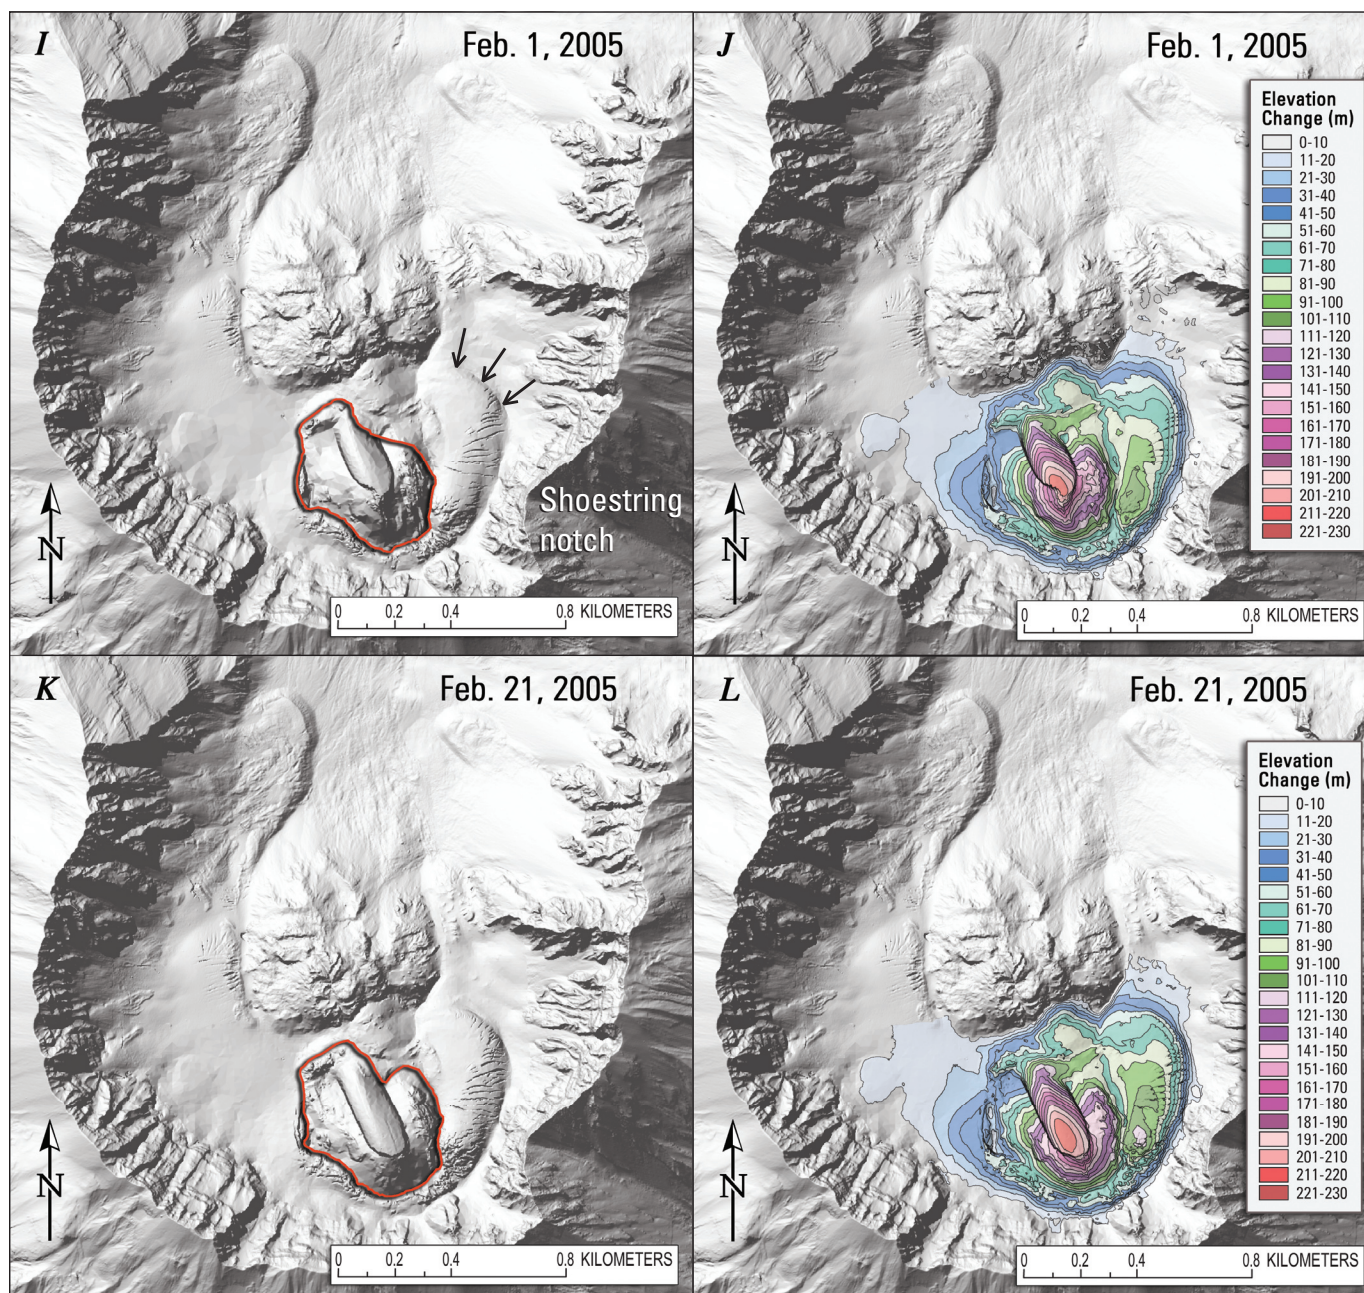 I
Feb. 1, 2005
Shoestring
notch
N
0 0.2 0.4 0.8 KILOMETERS
J
Feb. 1, 2005
Elevation
Change (m)
0-10
11-20
21-30
31-40
41-50
51-60
61-70
71-80
81-90
91-100
101-110
111-120
121-130
131-140
141-150
151-160
161-170
171-180
181-190
191-200
201-210
211-220
221-230
N
0 0.2 0.4 0.8 KILOMETERS
K
Feb. 21, 2005
N
0 0.2 0.4 0.8 KILOMETERS
L
Feb. 21, 2005
Elevation
Change (m)
0-10
11-20
21-30
31-40
41-50
51-60
61-70
71-80
81-90
91-100
101-110
111-120
121-130
131-140
141-150
151-160
161-170
171-180
181-190
191-200
201-210
211-220
221-230
N
0 0.2 0.4 0.8 KILOMETERS